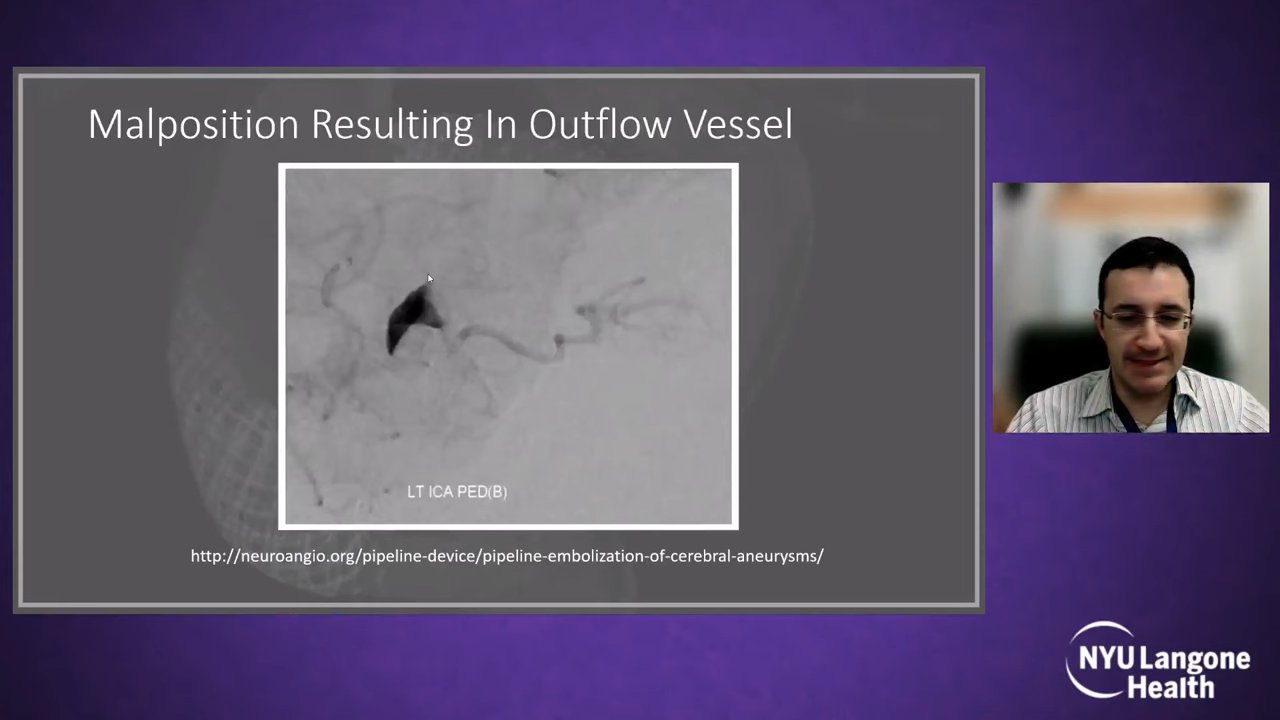 Malposition Resulting In Outflow Vessel
LT ICA PED(B)
http://neuroangio.org/pipeline-device/pipeline-embolization-of-cerebral-aneurysms/
NYU Langone
Health